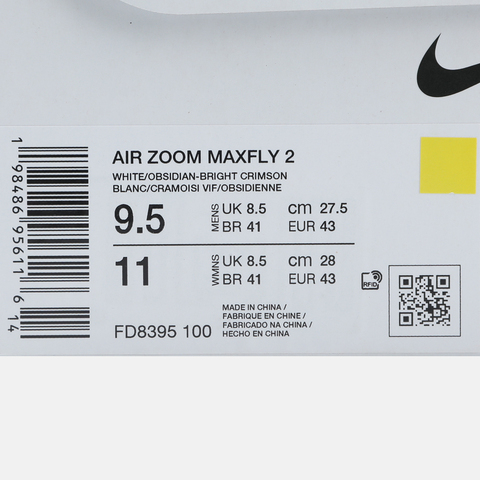 AIR ZOOM MAXFLY 2
WHITE/OBSIDIAN-BRIGHT CRIMSON
BLANC/CRAMOISI VIF/OBSIDIENNE
9.5 MENS UK 8.5 cm 27.5
BR 41 EUR 43
11 WMNS UK 8.5 cm 28
BR 41 EUR 43
RFID
MADE IN CHINA /
FABRIQUE EN CHINE /
FABRICADO NA CHINA /
HECHO EN CHINA
FD8395 100
1 98486 95611 6 14